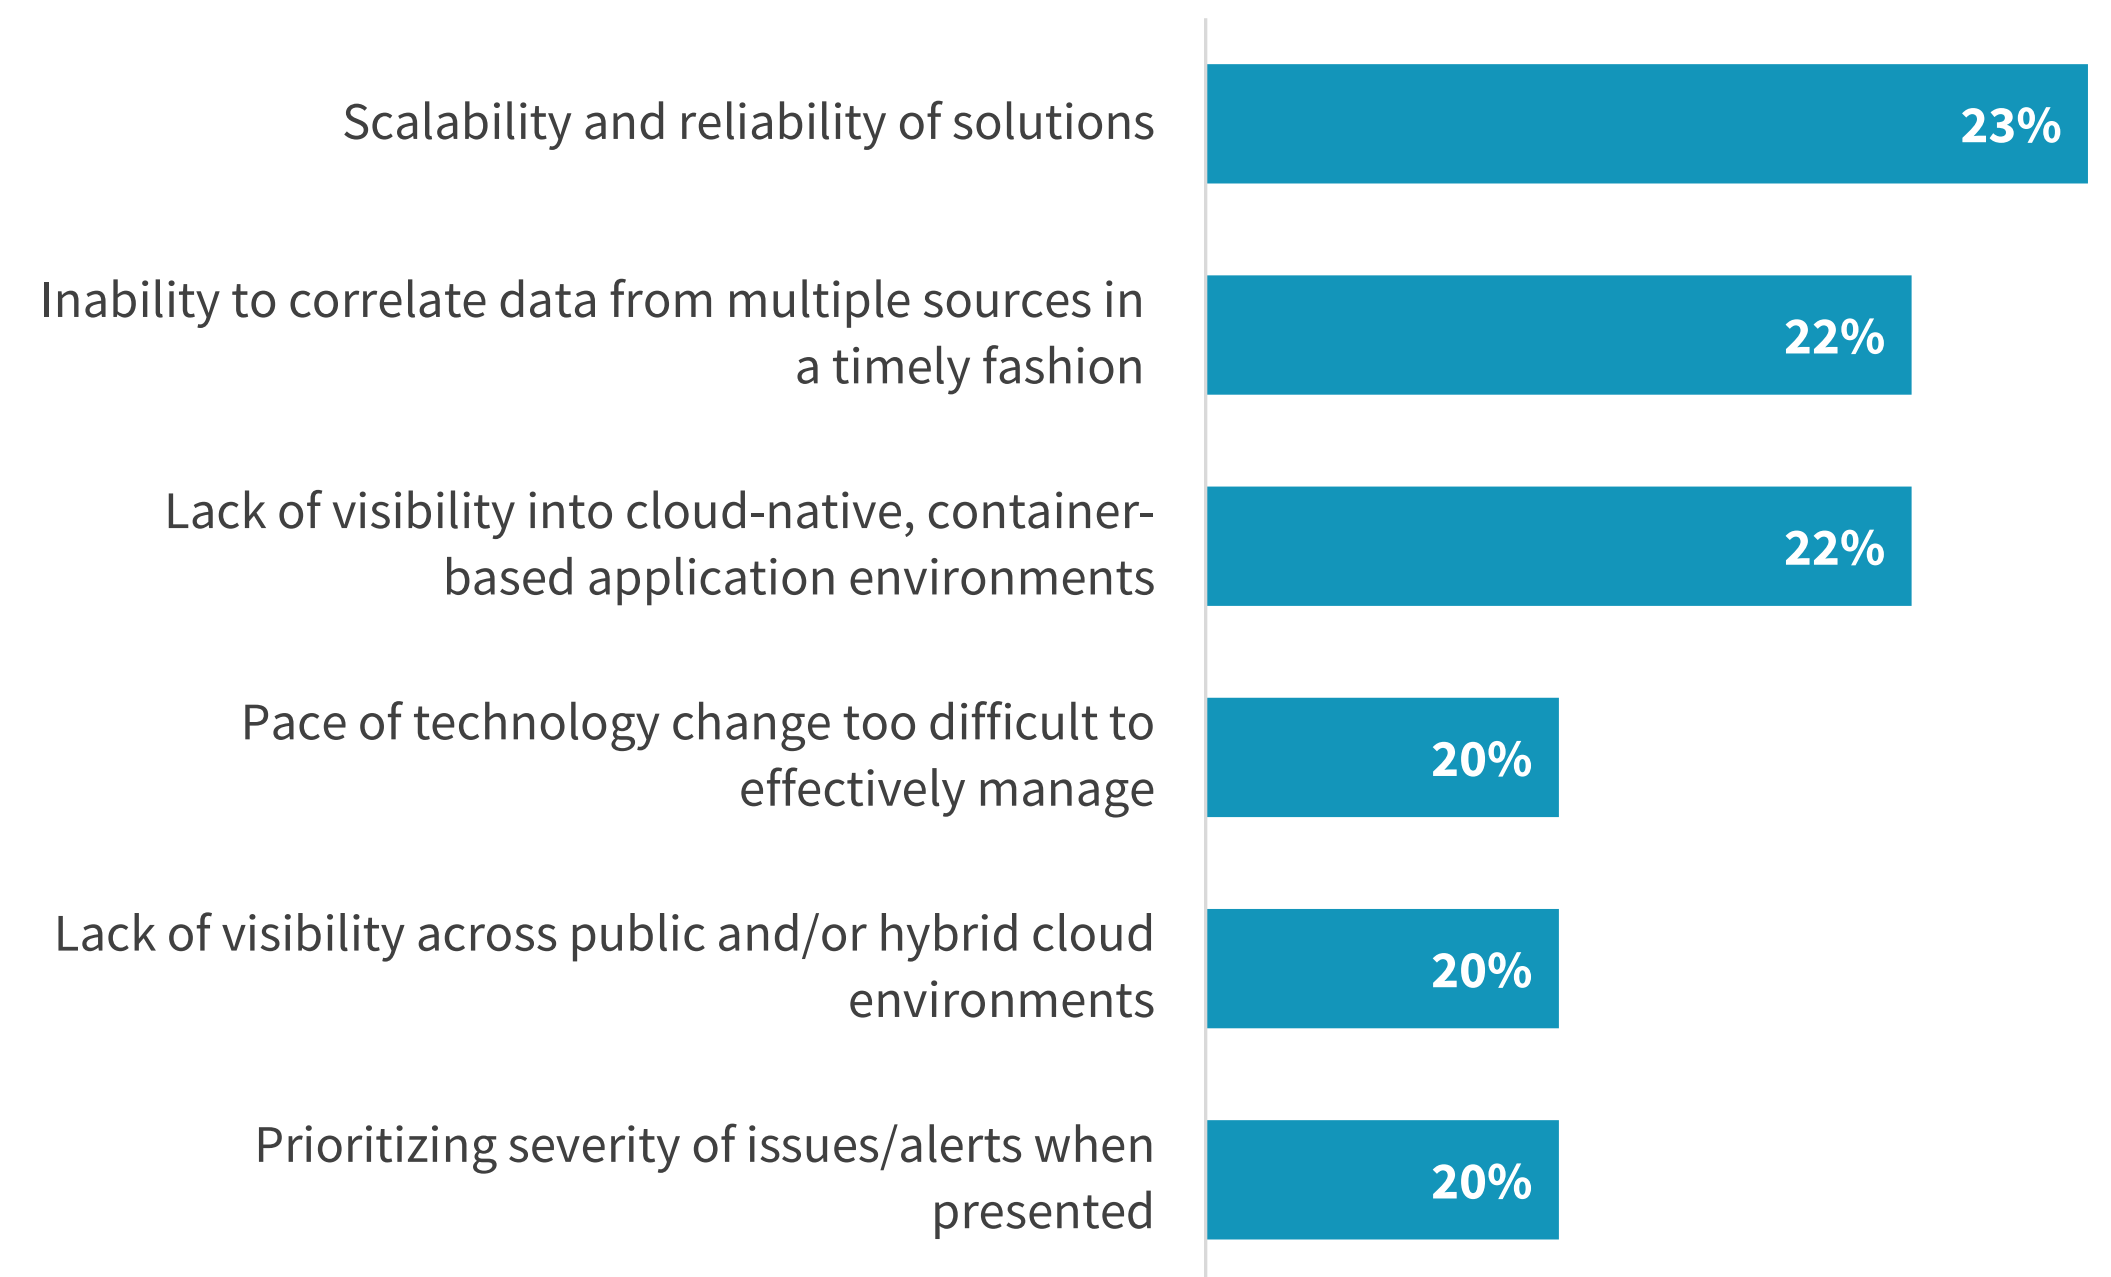 Scalability and reliability of solutions
23%
Inability to correlate data from multiple sources in
a timely fashion
22%
Lack of visibility into cloud-native, container-
based application environments
22%
Pace of technology change too difficult to
effectively manage
20%
Lack of visibility across public and/or hybrid cloud
environments
20%
Prioritizing severity of issues/alerts when
presented
20%